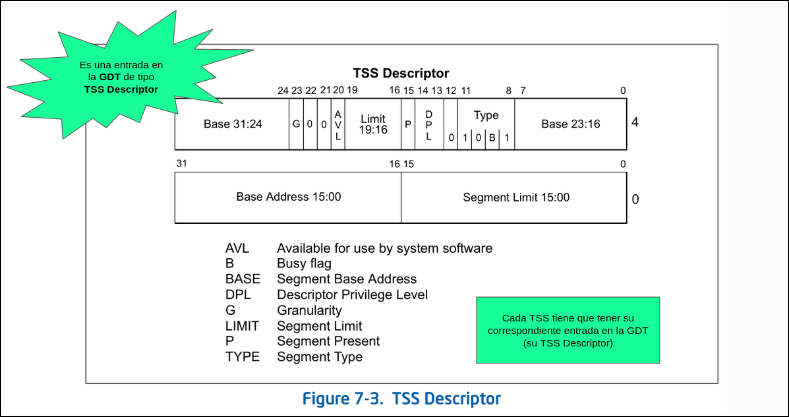 Es una entrada en
la GDT de tipo
TSS Descriptor
TSS Descriptor
24 23 22 21 20 19 16 15 14 13 12 11 8 7 0
Base 31:24 G 0 0 AVL Limit 19:16 P DPL 0 Type 1 0 B 1 Base 23:16 4
31 16 15 0
Base Address 15:00 Segment Limit 15:00 0
AVL Available for use by system software
B Busy flag
BASE Segment Base Address
DPL Descriptor Privilege Level
G Granularity
LIMIT Segment Limit
P Segment Present
TYPE Segment Type
Cada TSS tiene que tener su
correspondiente entrada en la GDT
(su TSS Descriptor)
Figure 7-3. TSS Descriptor